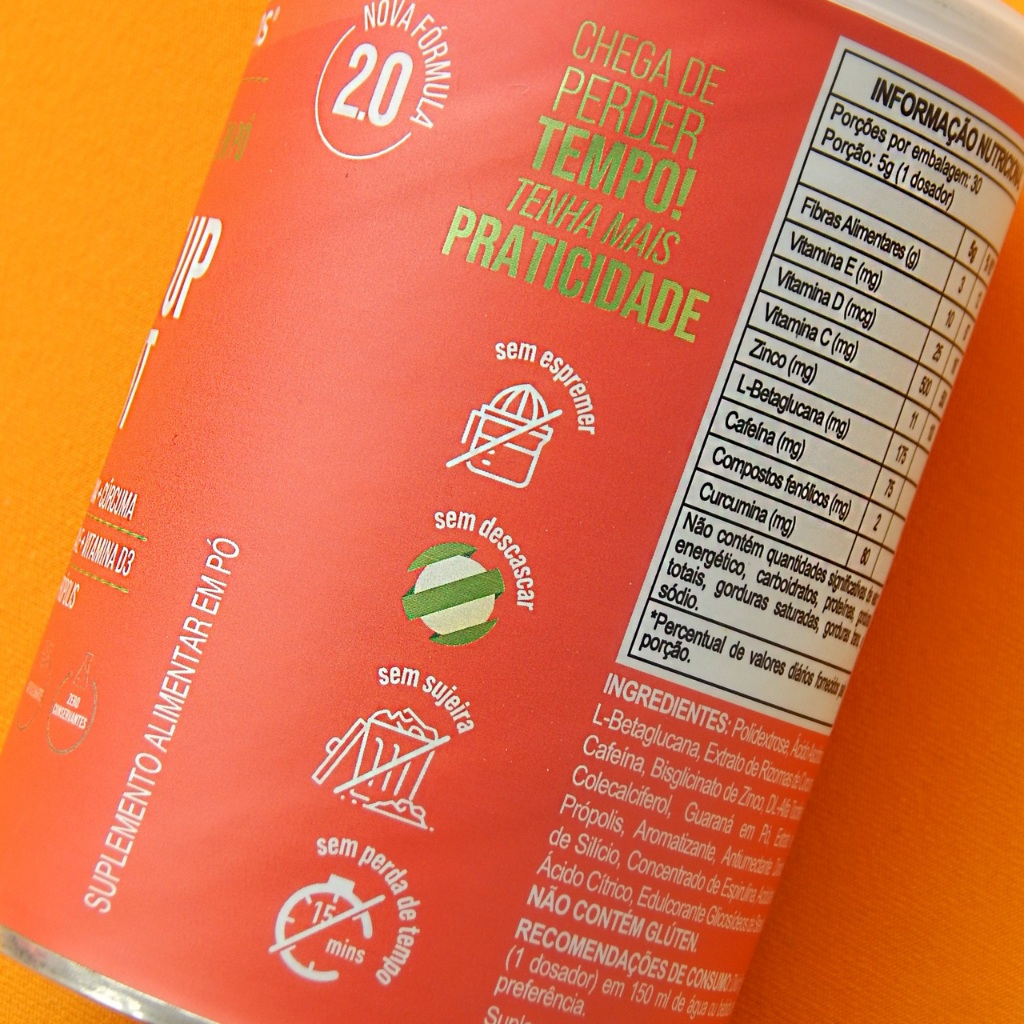 NOVA FÓRMULA
2.0
CHEGA DE
PERDER
TEMPO!
TENHA MAIS
PRATICIDADE
sem espremer
sem descascar
sem sujeira
sem perda de tempo
15
mins
UP
+ CÚRCUMA
+ VITAMINA D3
ZERO
CONSERVANTES
SUPLEMENTO ALIMENTAR EM PÓ
INFORMAÇÃO
Porções por embalagem: 30
Porção: 5g (1 dosador)
5g
Fibras Alimentares (g) 3
Vitamina E (mg) 10
Vitamina D (mcg) 25
Vitamina C (mg) 500
Zinco (mg) 11
L-Betaglucana (mg) 175
Cafeína (mg) 75
Compostos fenólicos (mg) 2
Curcumina (mg) 80
Não contém quantidades significativas de
energético, carboidratos, proteínas,
totais, gorduras saturadas, gorduras
sódio.
*Percentual de valores diários fornecidos
porção.
INGREDIENTES: Polidextrose,
L-Betaglucana, Extrato de Rizomas de
Cafeína, Bisglicinato de Zinco,
Colecalciferol, Guaraná em Pó,
Própolis, Aromatizante, Antiumectante
de Silício, Concentrado de Espirulina,
Ácido Cítrico, Edulcorante Glicosídeos de
NÃO CONTÉM GLÚTEN.
RECOMENDAÇÕES DE CONSUMO:
(1 dosador) em 150 ml de água ou
preferência.